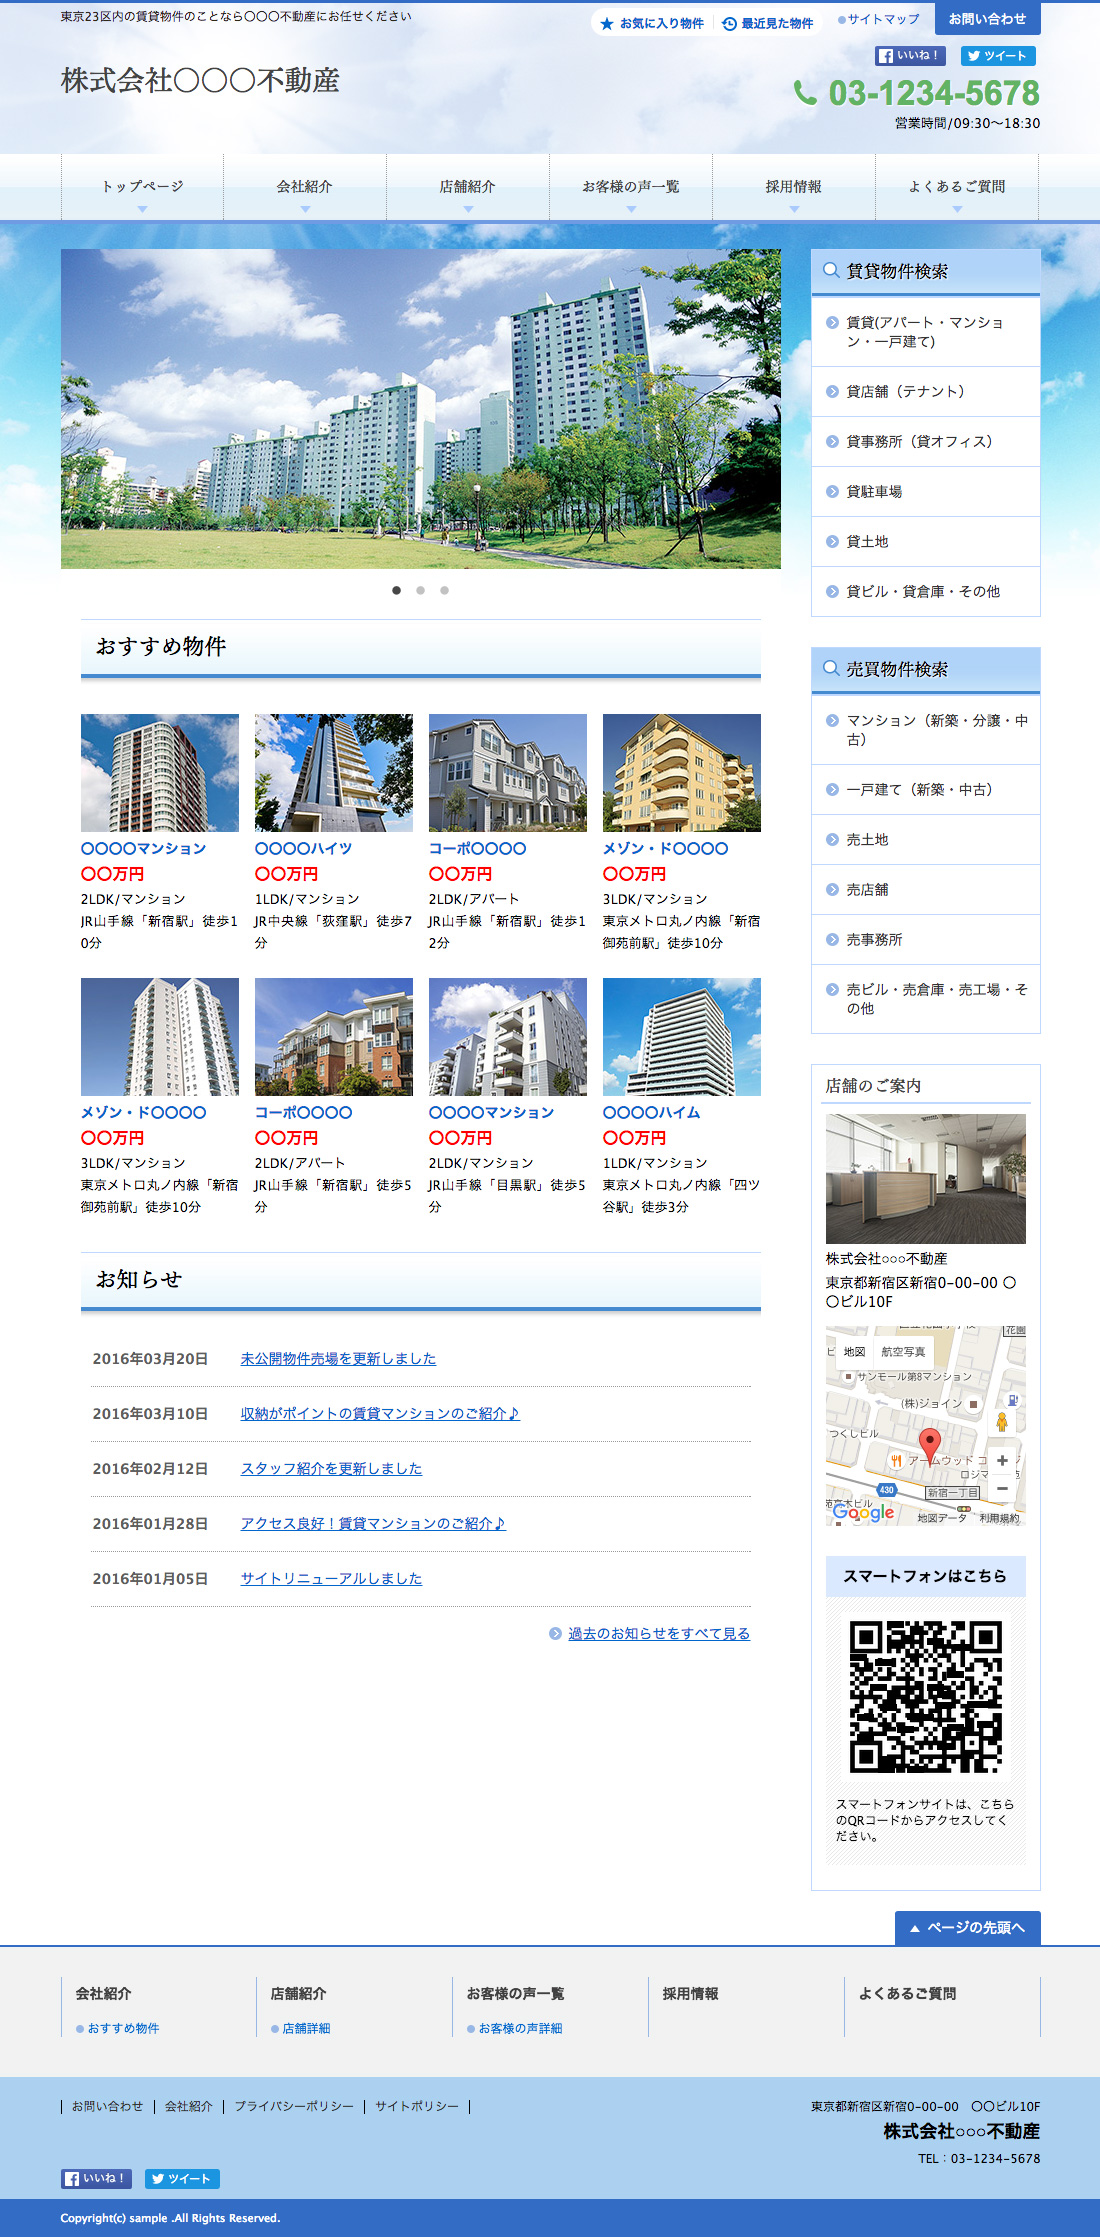 東京23区内の賃貸物件のことなら〇〇〇不動産にお任せください
お気に入り物件
最近見た物件
サイトマップ
お問い合わせ
いいね！
ツイート
株式会社〇〇〇不動産
03-1234-5678
営業時間/09:30〜18:30
トップページ
会社紹介
店舗紹介
お客様の声一覧
採用情報
よくあるご質問
賃貸物件検索
賃貸(アパート・マンショ
ン・一戸建て)
貸店舗（テナント）
貸事務所（貸オフィス）
貸駐車場
貸土地
貸ビル・貸倉庫・その他
おすすめ物件
〇〇〇〇マンション
〇〇万円
2LDK/マンション
JR山手線「新宿駅」徒歩1
0分
〇〇〇〇ハイツ
〇〇万円
1LDK/マンション
JR中央線「荻窪駅」徒歩7
分
コーポ〇〇〇〇
〇〇万円
2LDK/アパート
JR山手線「新宿駅」徒歩1
2分
メゾン・ド〇〇〇〇
〇〇万円
3LDK/マンション
東京メトロ丸ノ内線「新宿
御苑前駅」徒歩10分
メゾン・ド〇〇〇〇
〇〇万円
3LDK/マンション
東京メトロ丸ノ内線「新宿
御苑前駅」徒歩10分
コーポ〇〇〇〇
〇〇万円
2LDK/アパート
JR山手線「新宿駅」徒歩5
分
〇〇〇〇マンション
〇〇万円
2LDK/マンション
JR山手線「目黒駅」徒歩5
分
〇〇〇〇ハイム
〇〇万円
1LDK/マンション
東京メトロ丸ノ内線「四ツ
谷駅」徒歩3分
お知らせ
2016年03月20日 未公開物件売場を更新しました
2016年03月10日 収納がポイントの賃貸マンションのご紹介♪
2016年02月12日 スタッフ紹介を更新しました
2016年01月28日 アクセス良好！賃貸マンションのご紹介♪
2016年01月05日 サイトリニューアルしました
過去のお知らせをすべて見る
売買物件検索
マンション（新築・分譲・中
古）
一戸建て（新築・中古）
売土地
売店舗
売事務所
売ビル・売倉庫・売工場・そ
の他
店舗のご案内
株式会社○○○不動産
東京都新宿区新宿0-00-00 〇
〇ビル10F
花園
ビ
地図
航空写真
サンモール第8マンション
(株)ジョイン
つくしビル
アームウッド コ
ロジマ
430
新宿一丁目
Google
地図データ
利用規約
スマートフォンはこちら
スマートフォンサイトは、こちら
のQRコードからアクセスしてく
ださい。
ページの先頭へ
会社紹介
おすすめ物件
店舗紹介
店舗詳細
お客様の声一覧
お客様の声詳細
採用情報
よくあるご質問
お問い合わせ
会社紹介
プライバシーポリシー
サイトポリシー
東京都新宿区新宿0-00-00　〇〇ビル10F
株式会社○○○不動産
TEL：03-1234-5678
いいね！
ツイート
Copyright(c) sample .All Rights Reserved.